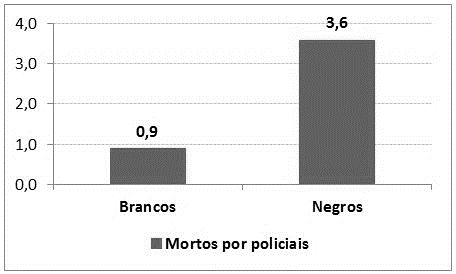 4,0
3,0
2,0
1,0
0,0
0,9
3,6
Brancos
Negros
Mortos por policiais